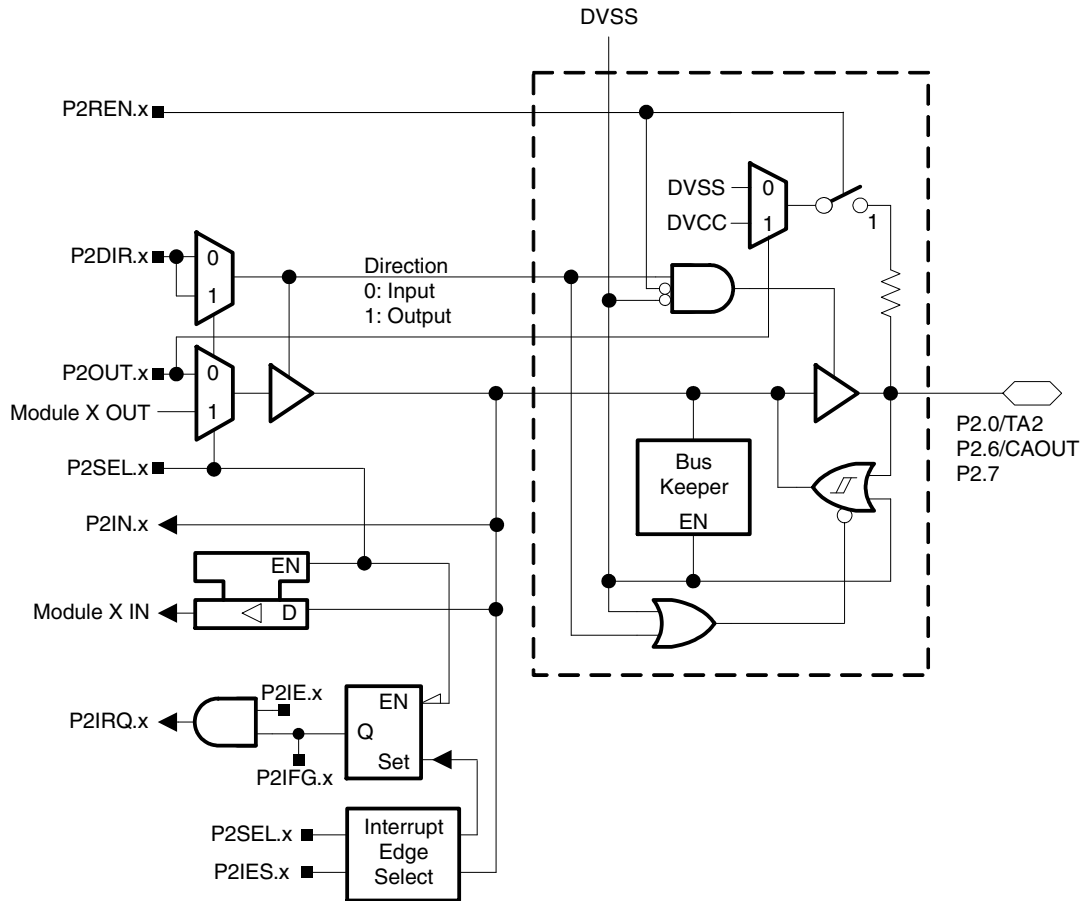 DVSS
P2REN.x
DVSS
0
DVCC
1
1
P2DIR.x
0
1
Direction
0: Input
1: Output
P2OUT.x
0
Module X OUT
1
P2.0/TA2
P2.6/CAOUT
P2.7
Bus
Keeper
EN
P2SEL.x
P2IN.x
EN
Module X IN
D
P2IE.x
EN
P2IRQ.x
Q
Set
P2IFG.x
P2SEL.x
P2IES.x
Interrupt
Edge
Select